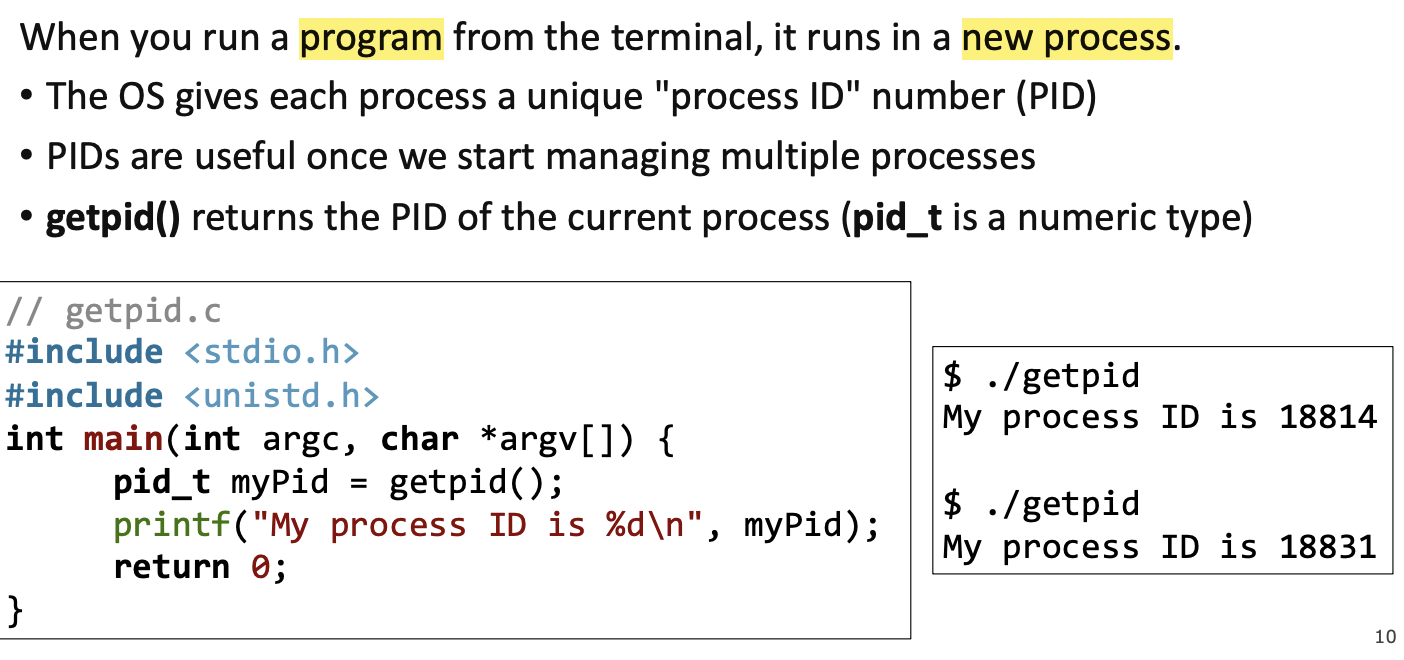 When you run a program from the terminal, it runs in a new process.
• The OS gives each process a unique "process ID" number (PID)
• PIDs are useful once we start managing multiple processes
• getpid() returns the PID of the current process (pid_t is a numeric type)
// getpid.c
#include <stdio.h>
#include <unistd.h>
int main(int argc, char *argv[]) {
pid_t myPid = getpid();
printf("My process ID is %d\n", myPid);
return 0;
}
$ ./getpid
My process ID is 18814
$ ./getpid
My process ID is 18831
10